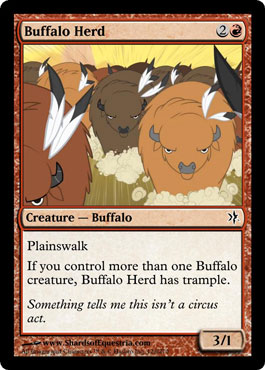 Buffalo Herd 2
Creature — Buffalo
Plainswalk
If you control more than one Buffalo
creature, Buffalo Herd has trample.
Something tells me this isn't a circus
act.
www.ShardsofEquestria.com
3/1